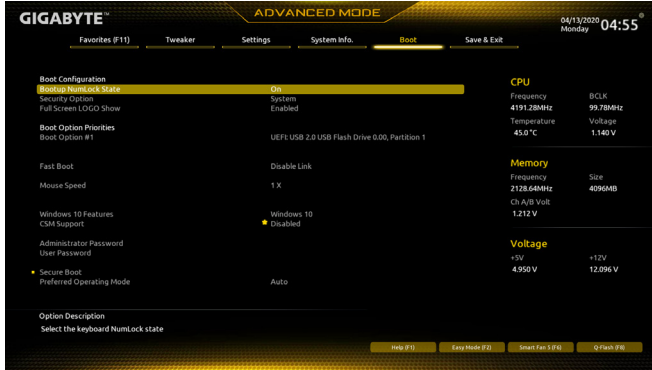 GIGABYTE™
ADVANCED MODE
04/13/2020
Monday
04:55
Favorites (F11) Tweaker Settings System Info. Boot Save & Exit
Boot Configuration
Bootup NumLock State On
Security Option System
Full Screen LOGO Show Enabled
Boot Option Priorities
Boot Option #1 UEFI: USB 2.0 USB Flash Drive 0.00, Partition 1
Fast Boot Disable Link
Mouse Speed 1 X
Windows 10 Features Windows 10
CSM Support Disabled
Administrator Password
User Password
Secure Boot
Preferred Operating Mode Auto
CPU
Frequency BCLK
4191.28MHz 99.78MHz
Temperature Voltage
45.0 °C 1.140 V
Memory
Frequency Size
2128.64MHz 4096MB
Ch A/B Volt
1.212 V
Voltage
+5V +12V
4.950 V 12.096 V
Option Description
Select the keyboard NumLock state
Help (F1) Easy Mode (F2) Smart Fan 5 (F6) Q-Flash (F8)